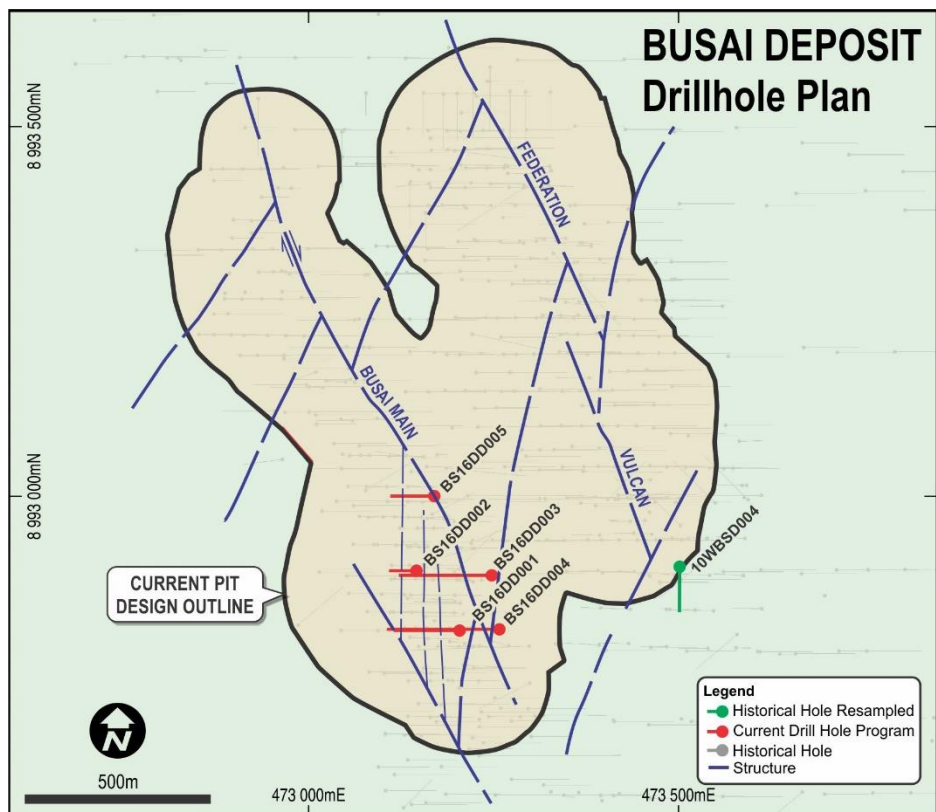 BUSAI DEPOSIT
Drillhole Plan
8 993 500mN
FEDERATION
BUSAI MAIN
BS16DD005
8 993 000mN
VULCAN
BS16DD002
BS16DD003
10WBSD004
BS16DD001
BS16DD004
CURRENT PIT
DESIGN OUTLINE
Legend
Historical Hole Resampled
Current Drill Hole Program
Historical Hole
Structure
N
500m
473 000mE
473 500mE